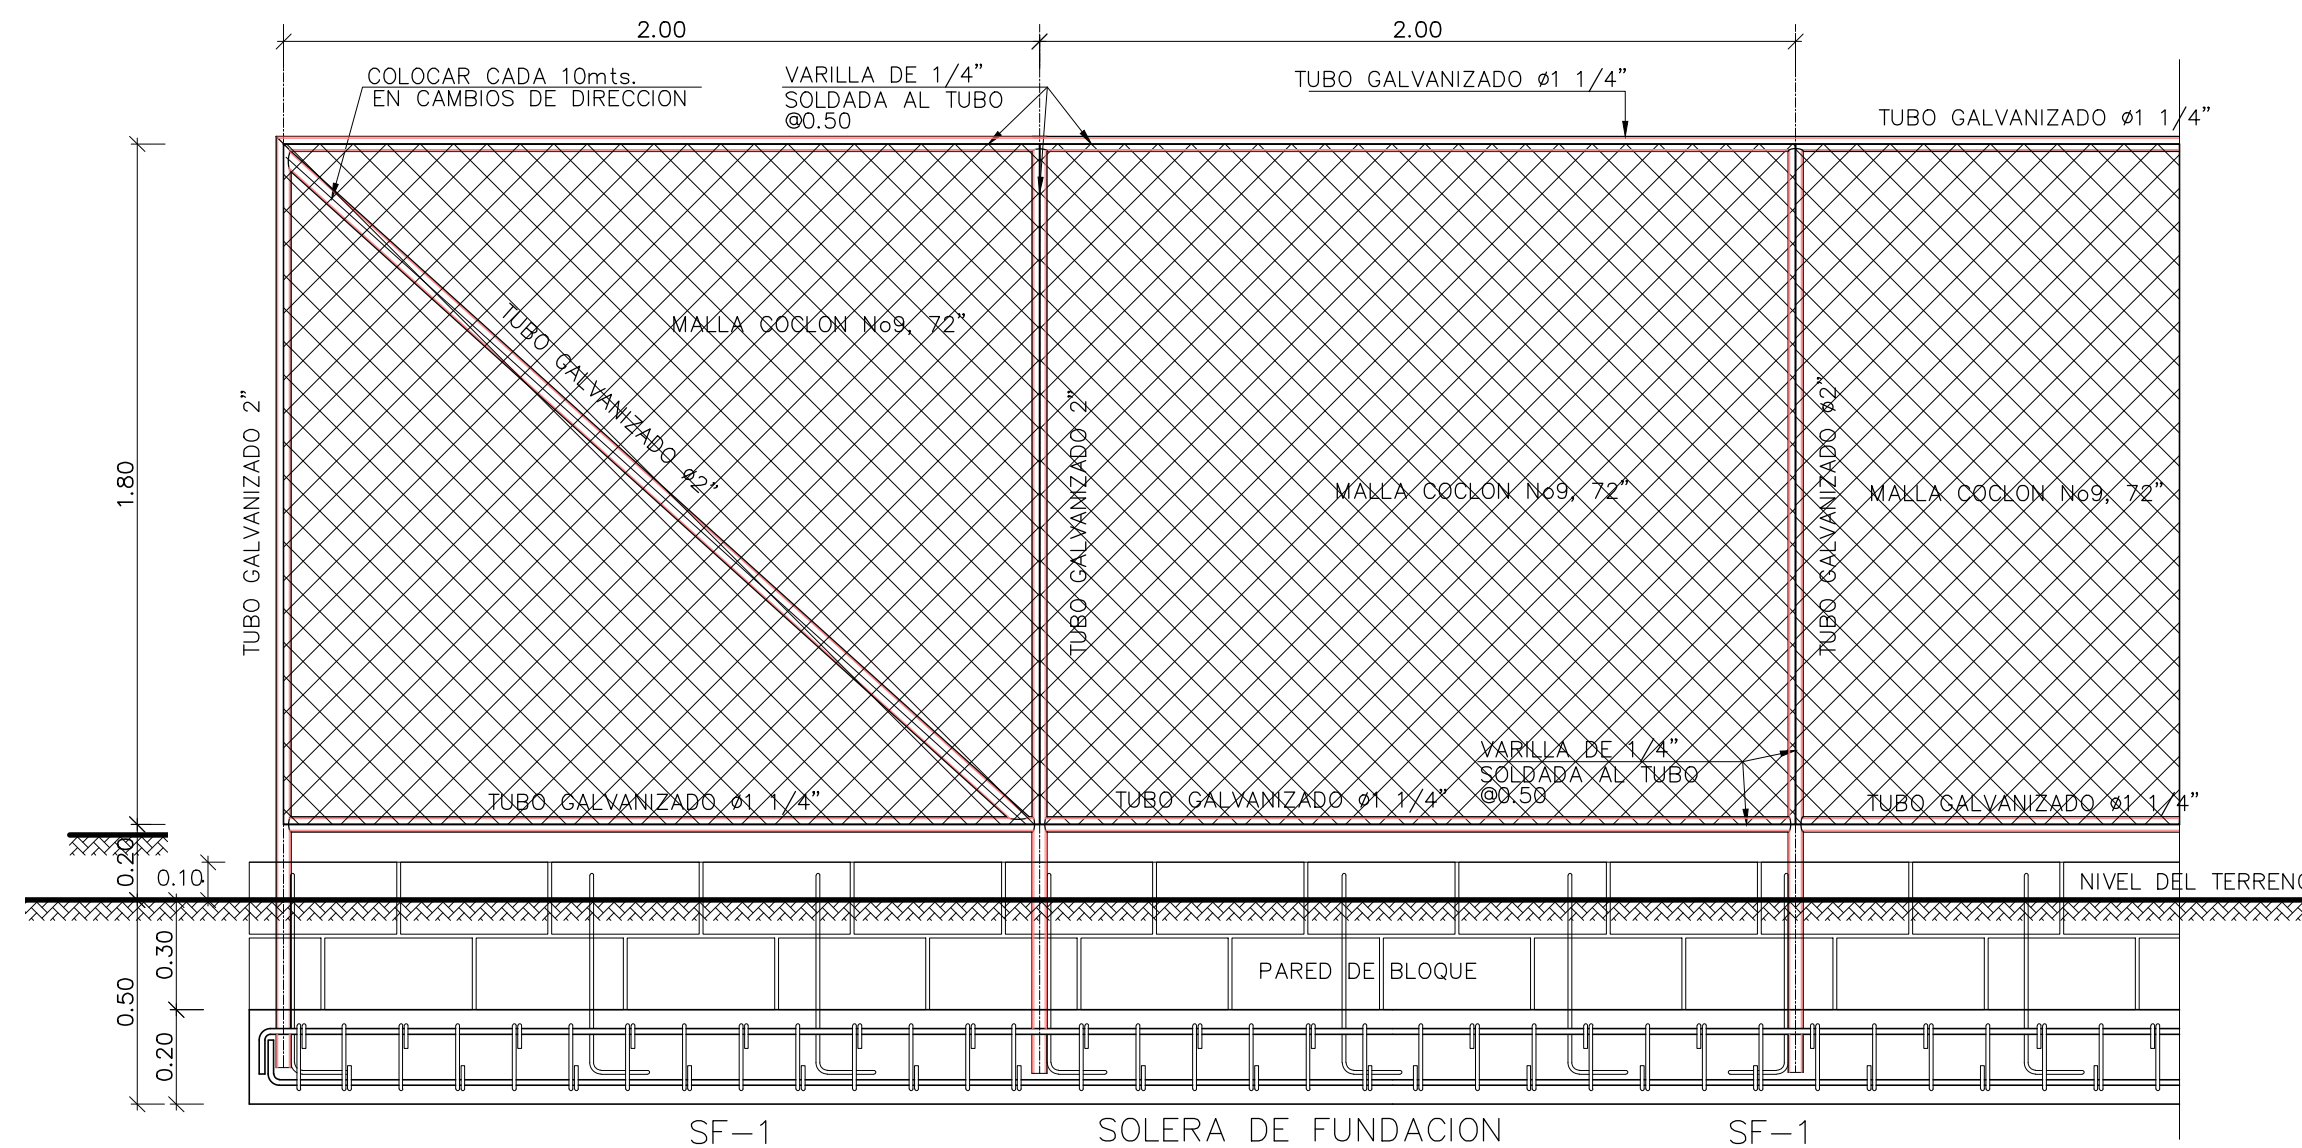 2.00
2.00
COLOCAR CADA 10mts.
EN CAMBIOS DE DIRECCION
VARILLA DE 1/4"
SOLDADA AL TUBO
@0.50
TUBO GALVANIZADO ø1 1/4"
TUBO GALVANIZADO ø1 1/4"
1.80
TUBO GALVANIZADO 2"
TUBO GALVANIZADO ø2"
MALLA COCLON No9, 72"
TUBO GALVANIZADO 2"
MALLA COCLON No9, 72"
TUBO GALVANIZADO ø2"
MALLA COCLON No9, 72"
VARILLA DE 1/4"
SOLDADA AL TUBO
@0.50
TUBO GALVANIZADO ø1 1/4"
TUBO GALVANIZADO ø1 1/4"
TUBO GALVANIZADO ø1 1/4"
0.20
0.10
NIVEL DEL TERRENO
0.30
0.50
0.20
PARED DE BLOQUE
SF-1
SOLERA DE FUNDACION
SF-1